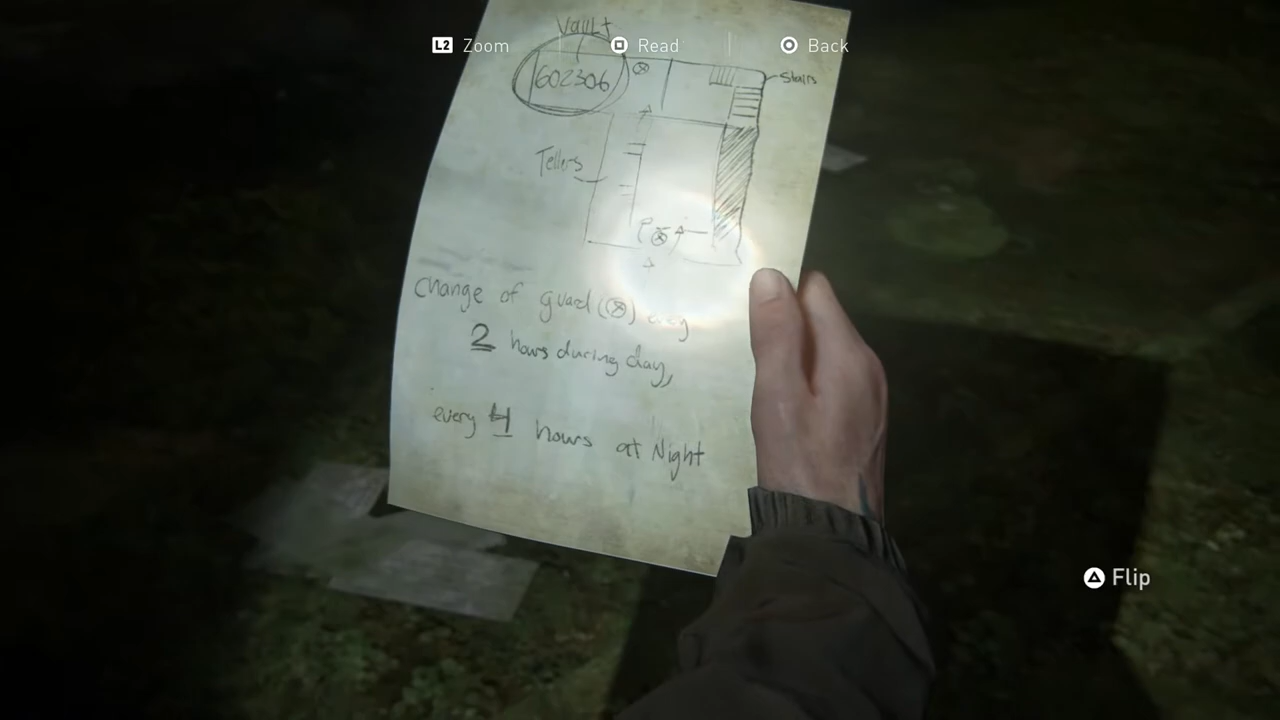 Vault
L2 Zoom
Read
Back
602306
Stairs
Tellers
Change of guard (⊗) every
2 hours during day,
every 4 hours at Night
Flip